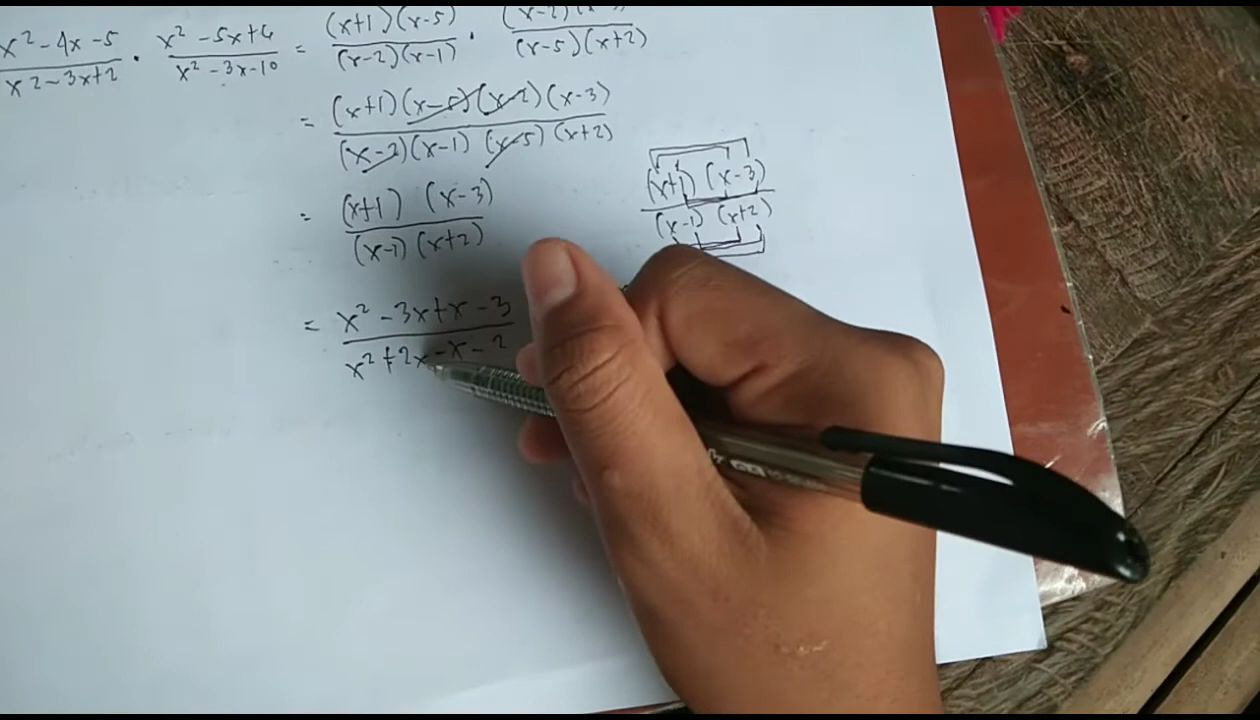 x² - 4x - 5 / x² - 3x + 2 · x² - 5x + 6 / x² - 3x - 10 = (x+1)(x-5) / (x-2)(x-1) · (x-2)(x-3) / (x-5)(x+2)
= (x+1)(x-5)(x-2)(x-3) / (x-2)(x-1)(x-5)(x+2)
= (x+1)(x-3) / (x-1)(x+2)
(x+1)(x-3) / (x-1)(x+2)
= x² - 3x + x - 3 / x² + 2x - x - 2